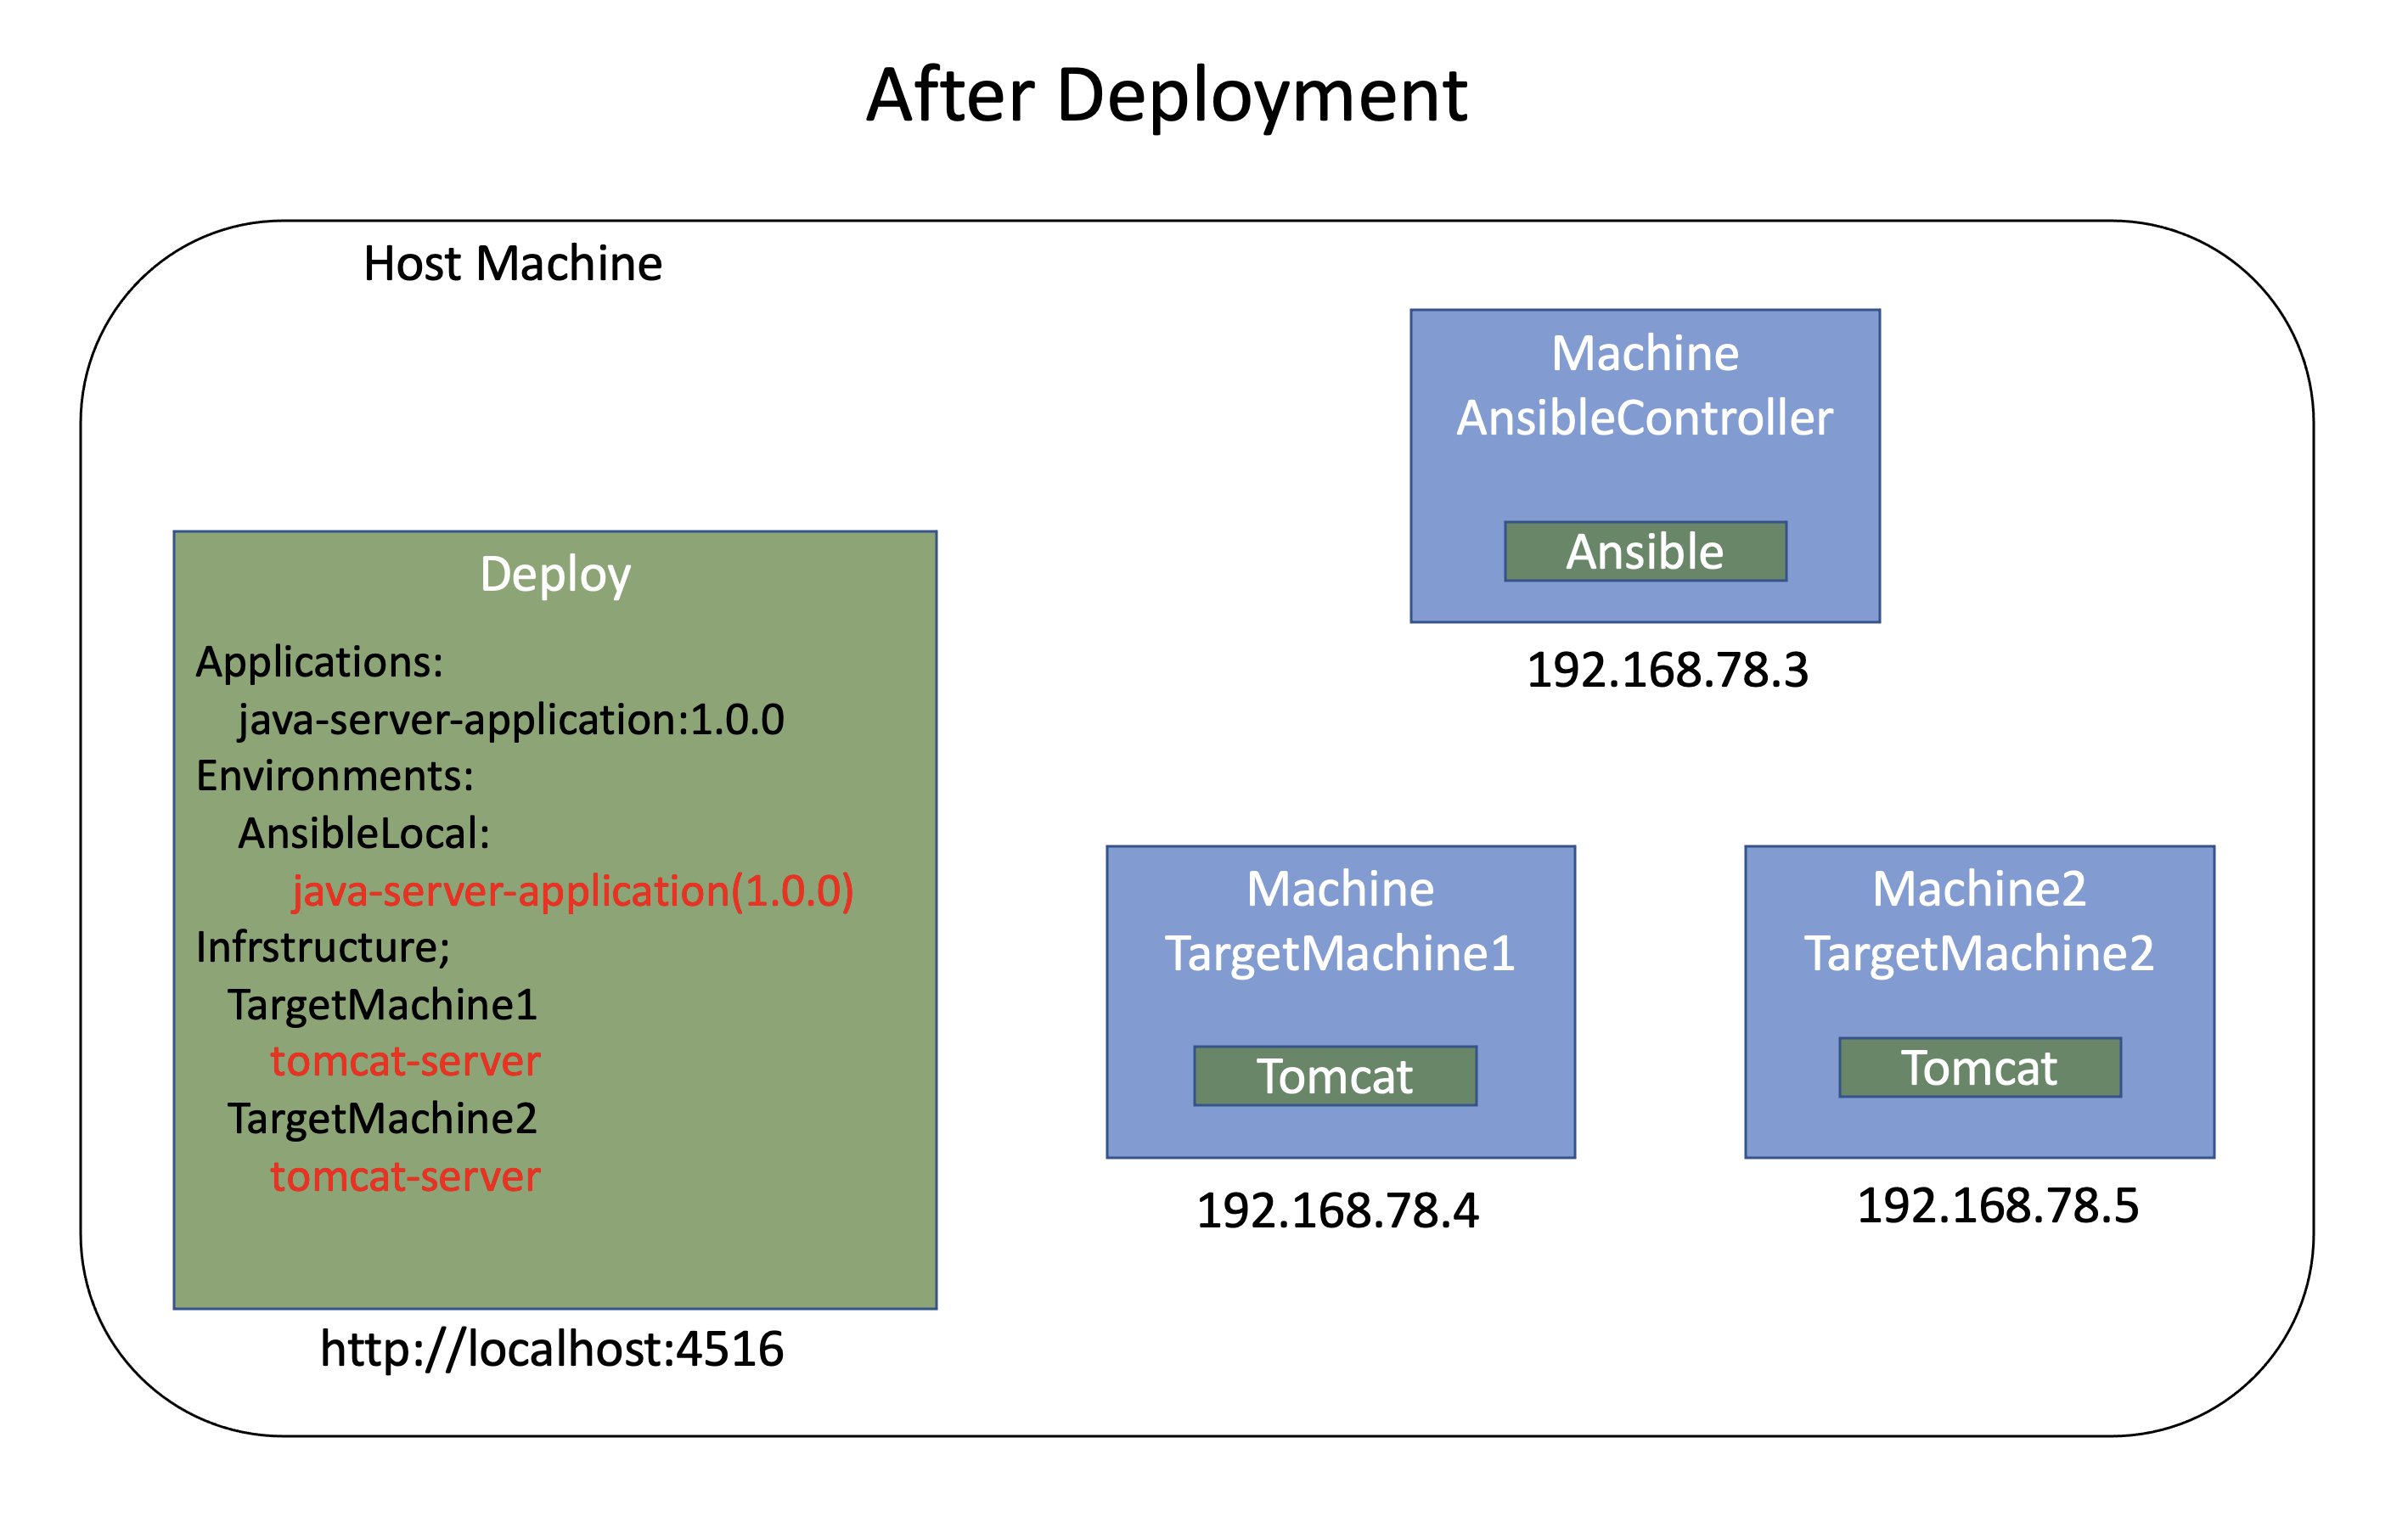 After Deployment
Host Machine
Deploy
Applications:
java-server-application:1.0.0
Environments:
AnsibleLocal:
java-server-application(1.0.0)
Infrstructure;
TargetMachine1
tomcat-server
TargetMachine2
tomcat-server
http://localhost:4516
Machine
AnsibleController
Ansible
192.168.78.3
Machine
TargetMachine1
Tomcat
192.168.78.4
Machine2
TargetMachine2
Tomcat
192.168.78.5